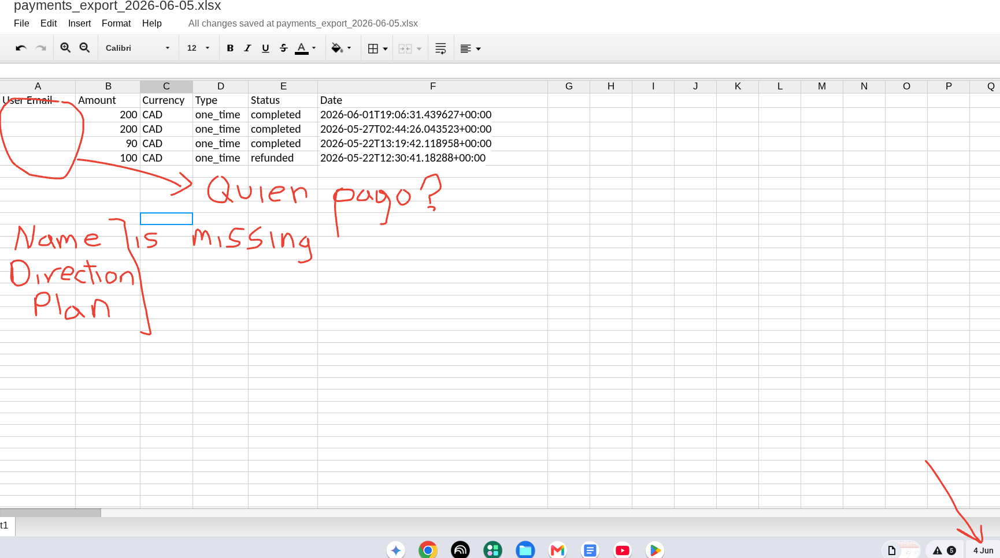 payments_export_2026-06-05.xlsx
File Edit Insert Format Help All changes saved at payments_export_2026-06-05.xlsx
Calibri 12 B I U S A
A B C D E F G H I J K L M N O P Q
User Email Amount Currency Type Status Date
200 CAD one_time completed 2026-06-01T19:06:31.439627+00:00
200 CAD one_time completed 2026-05-27T02:44:26.043523+00:00
90 CAD one_time completed 2026-05-22T13:19:42.118958+00:00
100 CAD one_time refunded 2026-05-22T12:30:41.18288+00:00
Quien pago?
Name is missing
Direction
Plan
t1
5 4 Jun